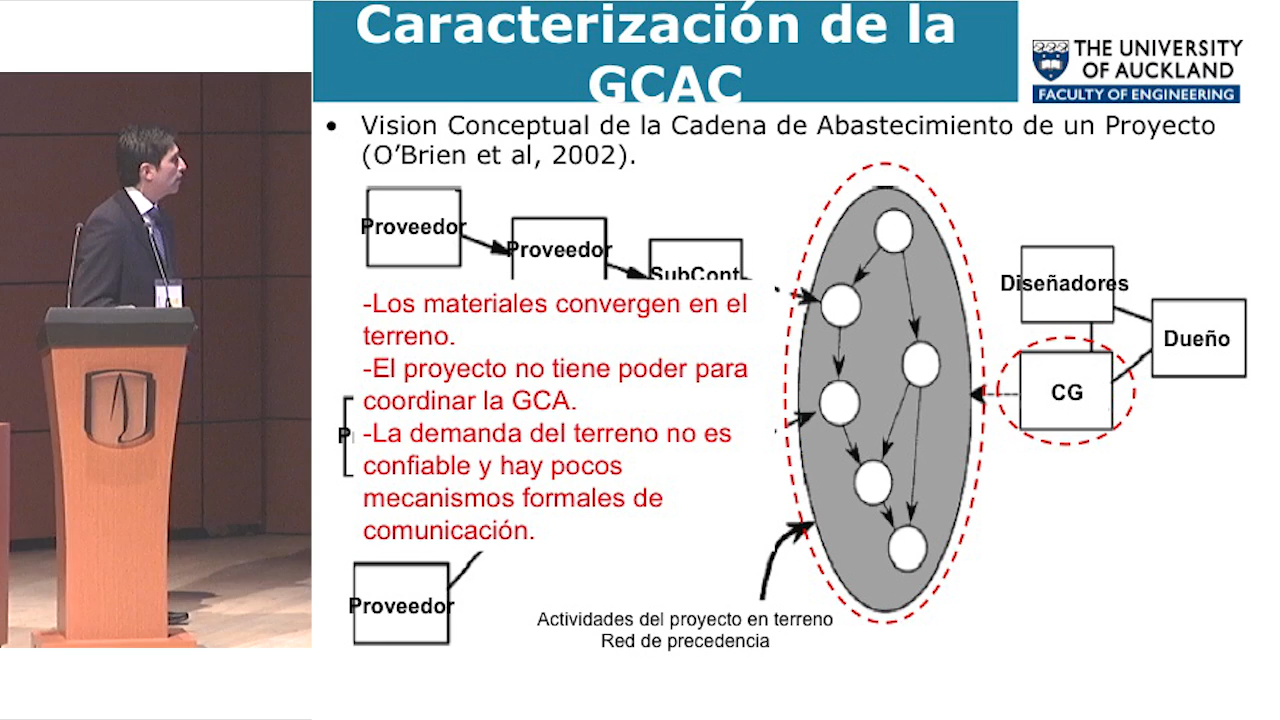 Caracterización de la
GCAC
THE UNIVERSITY
OF AUCKLAND
FACULTY OF ENGINEERING
• Vision Conceptual de la Cadena de Abastecimiento de un Proyecto
(O’Brien et al, 2002).
Proveedor
Proveedor
SubCont
-Los materiales convergen en el
terreno.
-El proyecto no tiene poder para
coordinar la GCA.
-La demanda del terreno no es
confiable y hay pocos
mecanismos formales de
comunicación.
P
Proveedor
Diseñadores
Dueño
CG
Actividades del proyecto en terreno
Red de precedencia